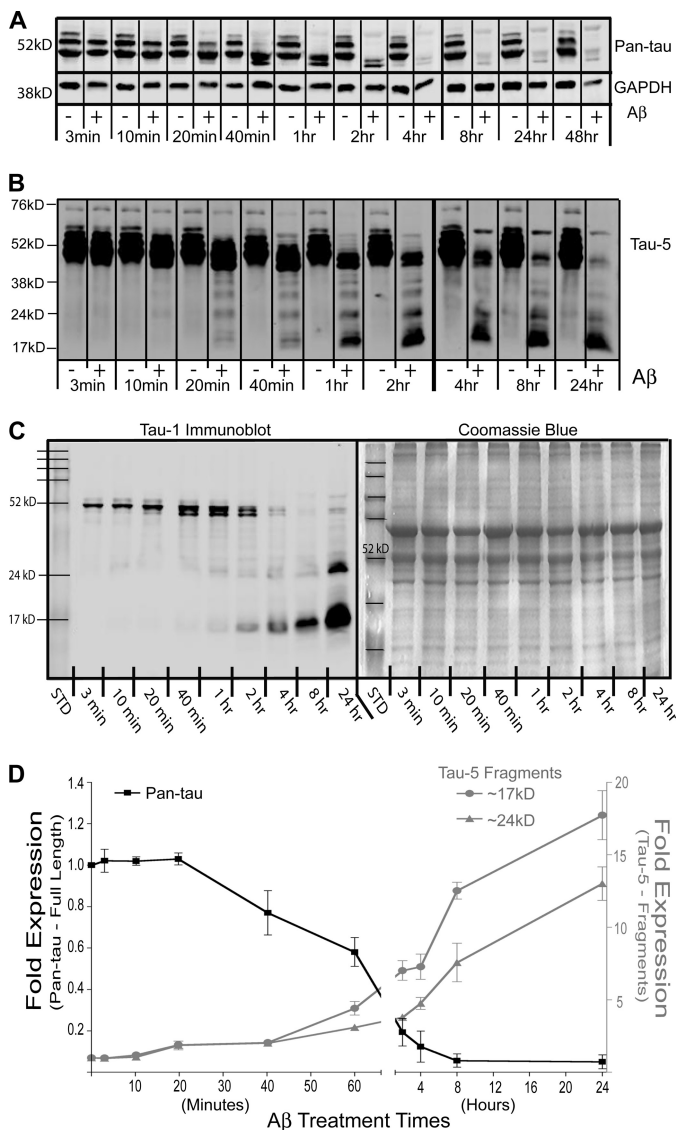 A
52kD
38kD
Pan-tau
GAPDH
- + - + - + - + - + - + - + - + - + - +
Aβ
3min 10min 20min 40min 1hr 2hr 4hr 8hr 24hr 48hr
B
76kD
52kD
38kD
24kD
17kD
Tau-5
- + - + - + - + - + - + - + - + - +
3min 10min 20min 40min 1hr 2hr 4hr 8hr 24hr
Aβ
C
Tau-1 Immunoblot
Coomassie Blue
52 kD
24 kD
17 kD
52 kD
STD 3 min 10 min 20 min 40 min 1 hr 2 hr 4 hr 8 hr 24 hr
STD 3 min 10 min 20 min 40 min 1 hr 2 hr 4 hr 8 hr 24 hr
D
Pan-tau
Tau-5 Fragments
~17kD
~24kD
Fold Expression
(Pan-tau - Full Length)
1.4
1.2
1.0
0.8
0.6
0.4
0.2
Fold Expression
(Tau-5 - Fragments)
20
15
10
5
10 20 30 40 50 60
4 8 12 16 20 24
(Minutes)
(Hours)
Aβ Treatment Times